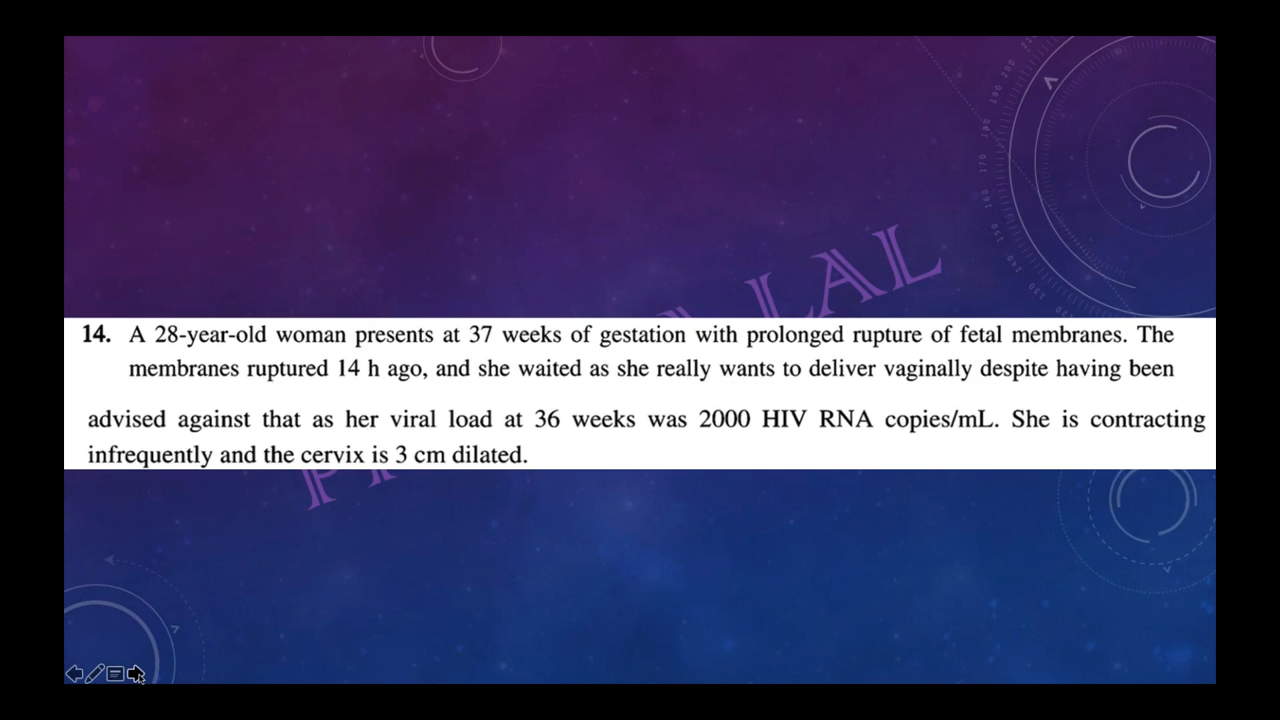 14. A 28-year-old woman presents at 37 weeks of gestation with prolonged rupture of fetal membranes. The
membranes ruptured 14 h ago, and she waited as she really wants to deliver vaginally despite having been
advised against that as her viral load at 36 weeks was 2000 HIV RNA copies/mL. She is contracting
infrequently and the cervix is 3 cm dilated.